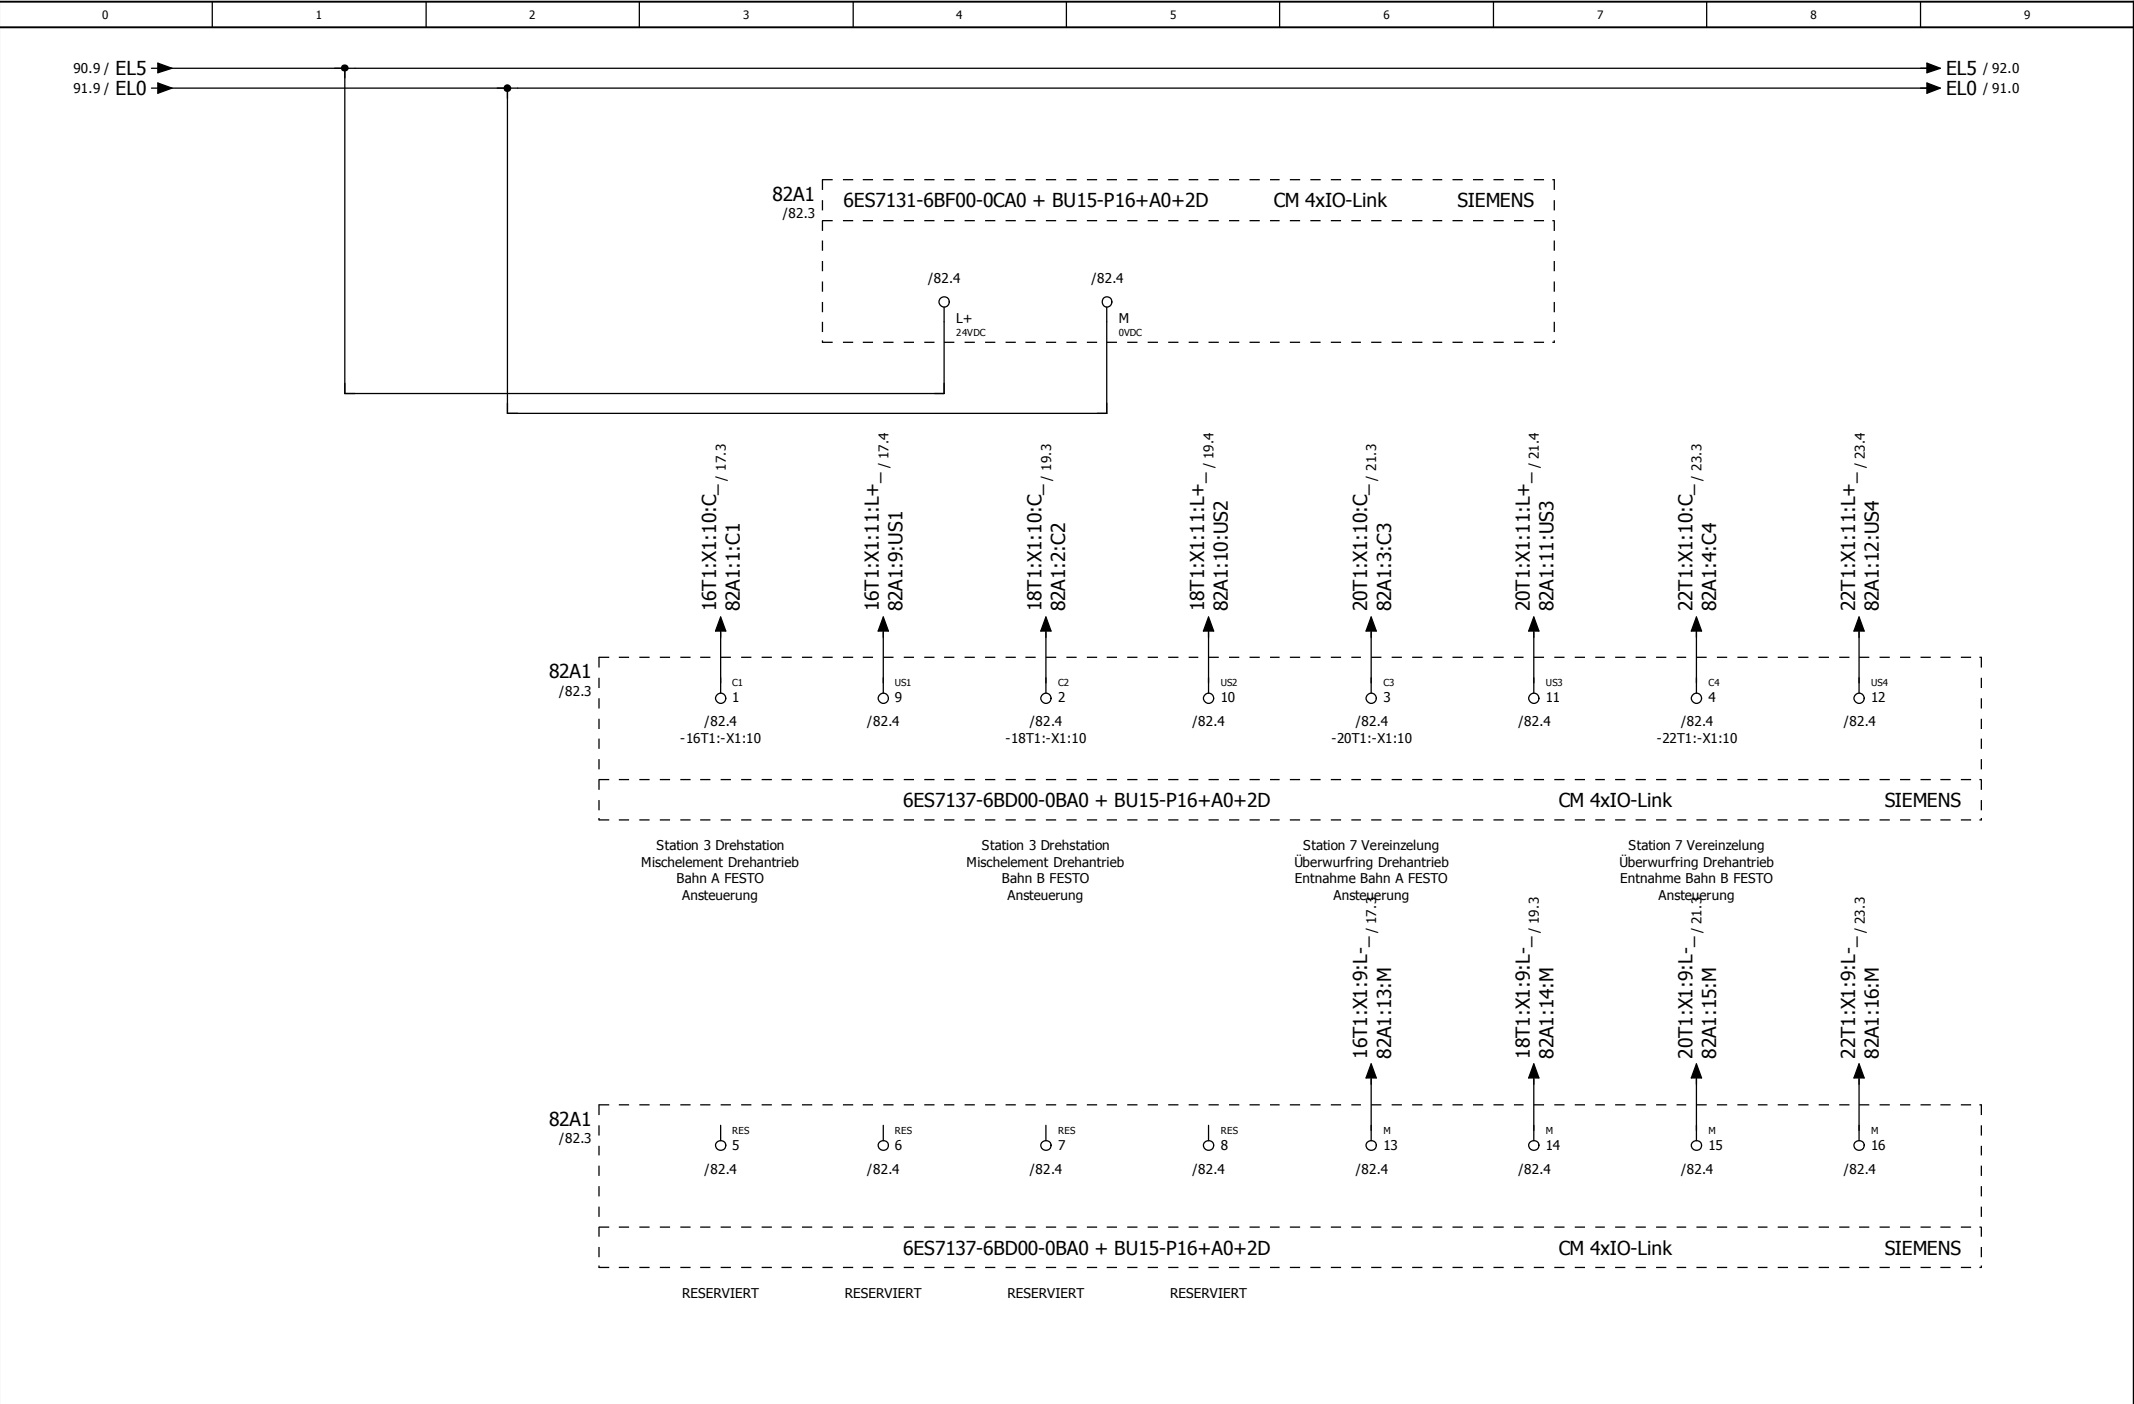 0 1 2 3 4 5 6 7 8 9
90.9 / EL5 EL5 / 92.0
91.9 / EL0 EL0 / 91.0
82A1 6ES7131-6BF00-0CA0 + BU15-P16+A0+2D CM 4xIO-Link SIEMENS
/82.3
/82.4 /82.4
L+ M
24VDC 0VDC
16T1:X1:10:C_ / 17.3
82A1:1:C1
16T1:X1:11:L+_ / 17.4
82A1:9:US1
18T1:X1:10:C_ / 19.3
82A1:2:C2
18T1:X1:11:L+_ / 19.4
82A1:10:US2
20T1:X1:10:C_ / 21.3
82A1:3:C3
20T1:X1:11:L+_ / 21.4
82A1:11:US3
22T1:X1:10:C_ / 23.3
82A1:4:C4
22T1:X1:11:L+_ / 23.4
82A1:12:US4
82A1
/82.3
C1 US1 C2 US2 C3 US3 C4 US4
1 9 2 10 3 11 4 12
/82.4 /82.4 /82.4 /82.4 /82.4 /82.4 /82.4 /82.4
-16T1:-X1:10 -18T1:-X1:10 -20T1:-X1:10 -22T1:-X1:10
6ES7137-6BD00-0BA0 + BU15-P16+A0+2D CM 4xIO-Link SIEMENS
Station 3 Drehstation
Mischelement Drehantrieb
Bahn A FESTO
Ansteuerung
Station 3 Drehstation
Mischelement Drehantrieb
Bahn B FESTO
Ansteuerung
Station 7 Vereinzelung
Überwurfring Drehantrieb
Entnahme Bahn A FESTO
Ansteuerung
Station 7 Vereinzelung
Überwurfring Drehantrieb
Entnahme Bahn B FESTO
Ansteuerung
16T1:X1:9:L-_ / 17.3
82A1:13:M
18T1:X1:9:L-_ / 19.3
82A1:14:M
20T1:X1:9:L-_ / 21.3
82A1:15:M
22T1:X1:9:L-_ / 23.3
82A1:16:M
82A1
/82.3
RES RES RES RES M M M M
5 6 7 8 13 14 15 16
/82.4 /82.4 /82.4 /82.4 /82.4 /82.4 /82.4 /82.4
6ES7137-6BD00-0BA0 + BU15-P16+A0+2D CM 4xIO-Link SIEMENS
RESERVIERT RESERVIERT RESERVIERT RESERVIERT